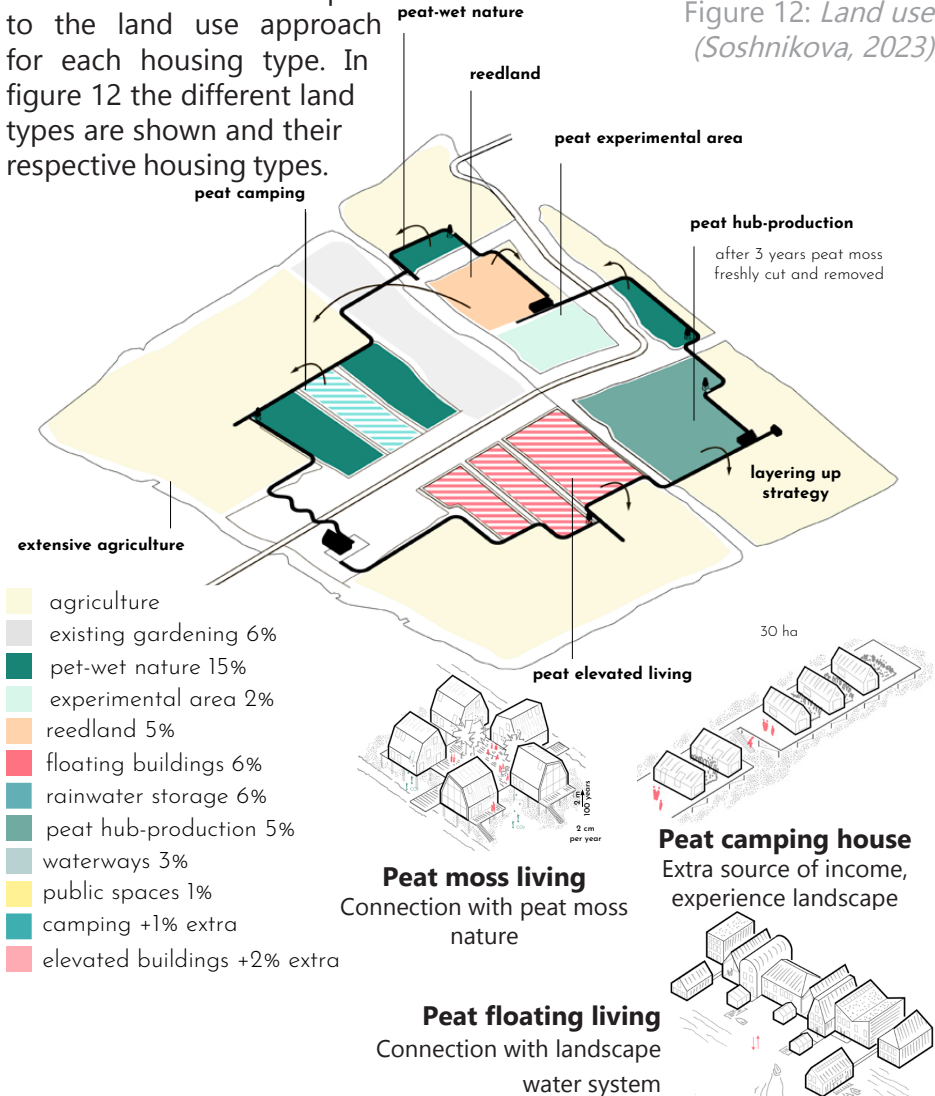 to the land use approach
for each housing type. In
figure 12 the different land
types are shown and their
respective housing types.
Figure 12: Land use
(Soshnikova, 2023)
peat-wet nature
reedland
peat experimental area
peat camping
peat hub-production
after 3 years peat moss
freshly cut and removed
layering up
strategy
extensive agriculture
peat elevated living
agriculture
existing gardening 6%
pet-wet nature 15%
experimental area 2%
reedland 5%
floating buildings 6%
rainwater storage 6%
peat hub-production 5%
waterways 3%
public spaces 1%
camping +1% extra
elevated buildings +2% extra
30 ha
2 m
100 years
2 cm
per year
Peat moss living
Connection with peat moss
nature
Peat camping house
Extra source of income,
experience landscape
Peat floating living
Connection with landscape
water system